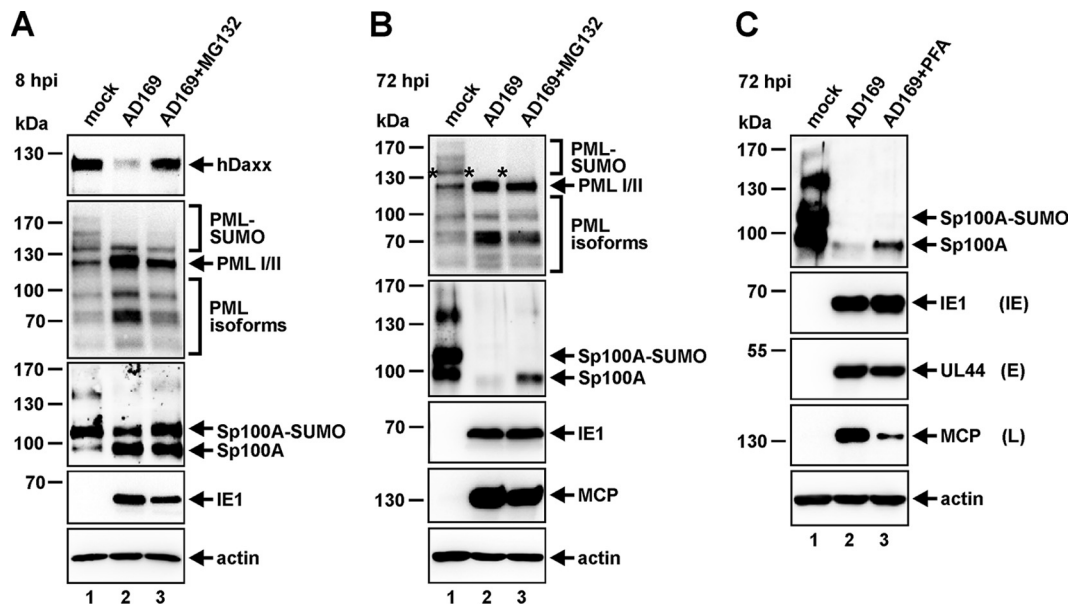 A
8 hpi
mock
AD169
AD169+MG132
kDa
130
hDaxx
170
130
100
70
PML-
SUMO
PML I/II
PML
isoforms
170
130
100
Sp100A-SUMO
Sp100A
70
IE1
actin
1 2 3
B
72 hpi
mock
AD169
AD169+MG132
kDa
170
130
100
70
PML-
SUMO
* * *
PML I/II
PML
isoforms
170
130
100
Sp100A-SUMO
Sp100A
70
IE1
130
MCP
actin
1 2 3
C
72 hpi
mock
AD169
AD169+PFA
kDa
170
130
100
Sp100A-SUMO
Sp100A
70
IE1 (IE)
55
UL44 (E)
130
MCP (L)
actin
1 2 3